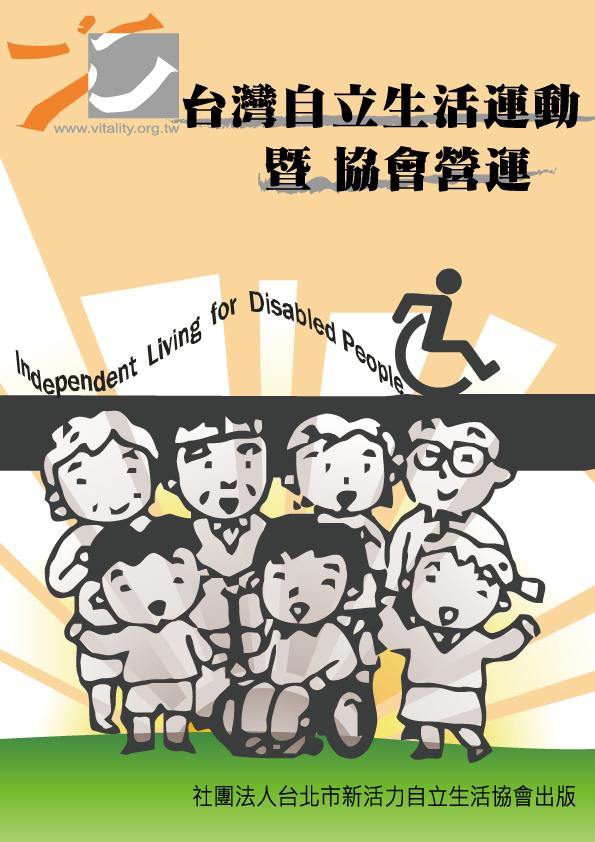 www.vitality.org.tw
台灣自立生活運動
暨 協會營運
Independent Living for Disabled People
社團法人台北市新活力自立生活協會出版